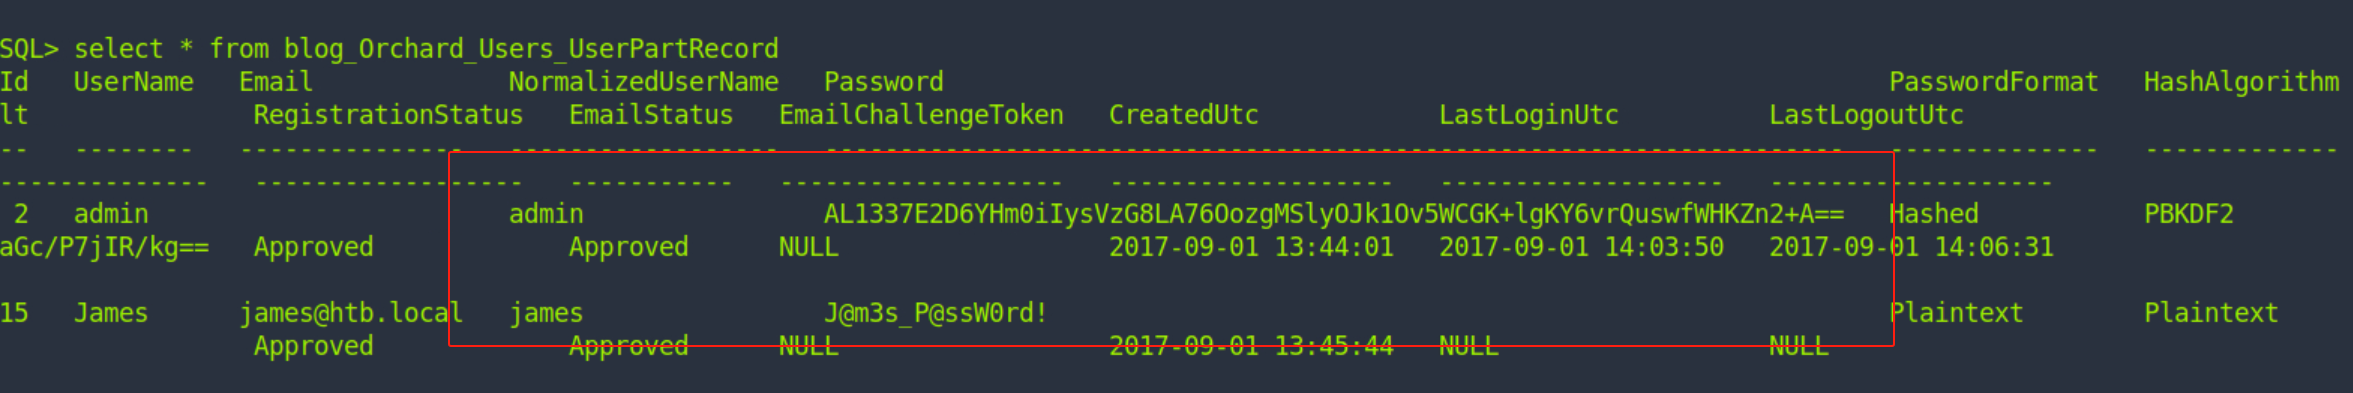 SQL> select * from blog_Orchard_Users_UserPartRecord
Id   UserName   Email             NormalizedUserName   Password                                                               PasswordFormat   HashAlgorithm
lt               RegistrationStatus   EmailStatus   EmailChallengeToken   CreatedUtc            LastLoginUtc          LastLogoutUtc
--   --------   ---------------   ------------------   --------------------------------------------------------------------   --------------   -------------
--------------   ------------------   -----------   -------------------   -------------------   -------------------   -------------------
2   admin                        admin                AL1337E2D6YHm0iIysVzG8LA76OozgMSlyOJk1Ov5WCGK+lgKY6vrQuswfWHKZn2+A==   Hashed           PBKDF2
aGc/P7jIR/kg==   Approved             Approved      NULL                  2017-09-01 13:44:01   2017-09-01 14:03:50   2017-09-01 14:06:31
15   James      james@htb.local   james                J@m3s_P@ssW0rd!                                                        Plaintext        Plaintext
Approved             Approved      NULL                  2017-09-01 13:45:44   NULL                  NULL